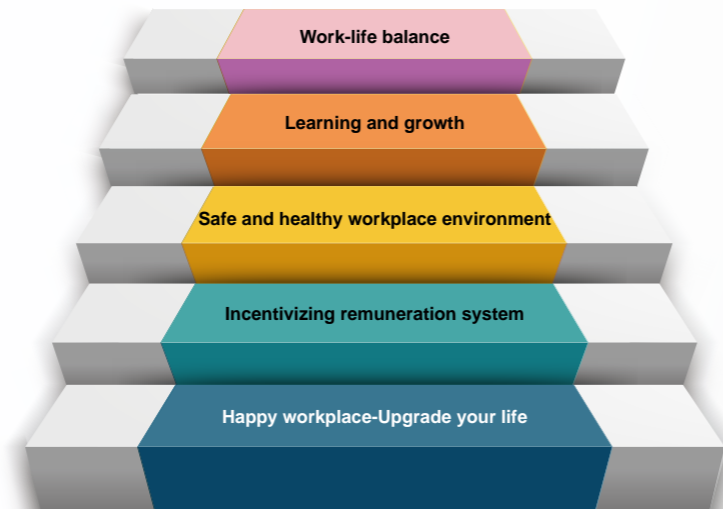 Work-life balance
Learning and growth
Safe and healthy workplace environment
Incentivizing remuneration system
Happy workplace-Upgrade your life